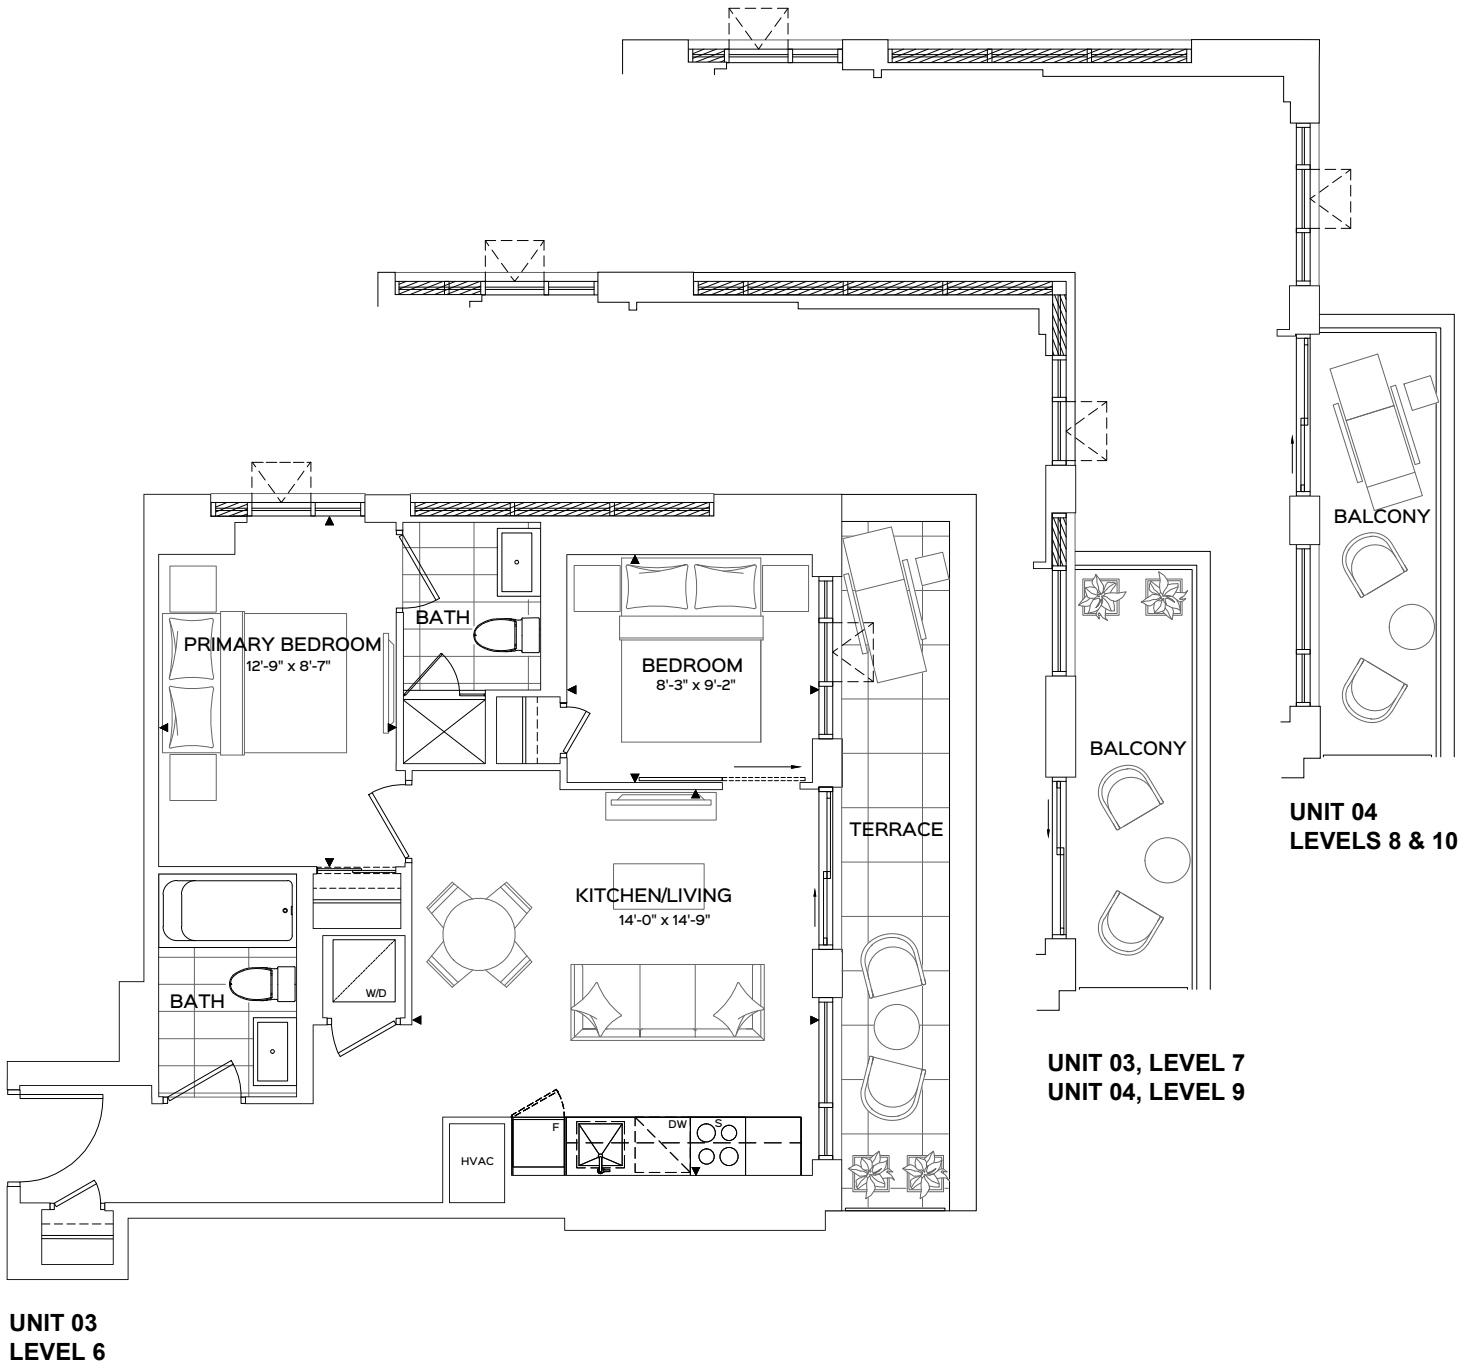 BALCONY
UNIT 04
LEVELS 8 & 10
BALCONY
UNIT 03, LEVEL 7
UNIT 04, LEVEL 9
PRIMARY BEDROOM
12'-9" x 8'-7"
BATH
BEDROOM
8'-3" x 9'-2"
TERRACE
KITCHEN/LIVING
14'-0" x 14'-9"
W/D
BATH
HVAC
F
DW
S
UNIT 03
LEVEL 6